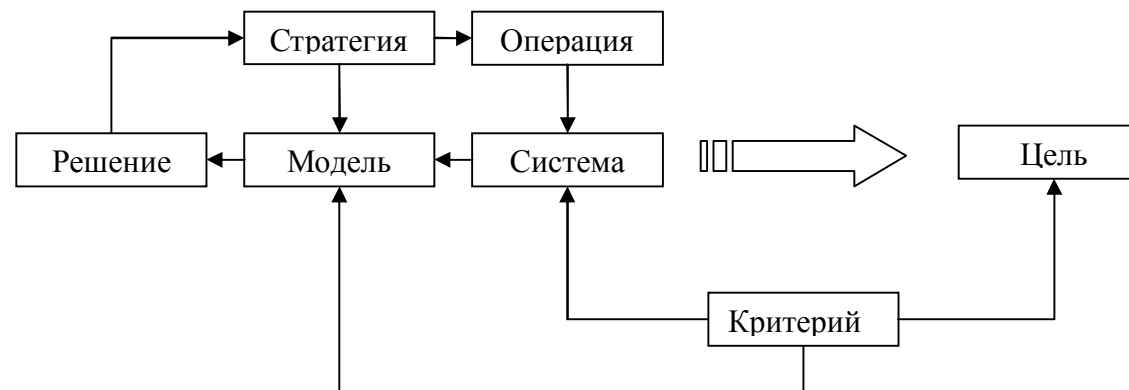 Стратегия
Операция
Решение
Модель
Система
Цель
Критерий